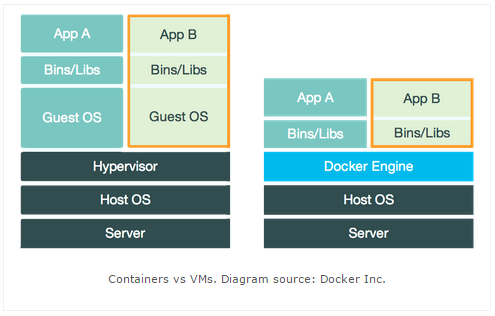 App A
App B
Bins/Libs
Bins/Libs
Guest OS
Guest OS
Hypervisor
Host OS
Server
App A
App B
Bins/Libs
Bins/Libs
Docker Engine
Host OS
Server
Containers vs VMs. Diagram source: Docker Inc.